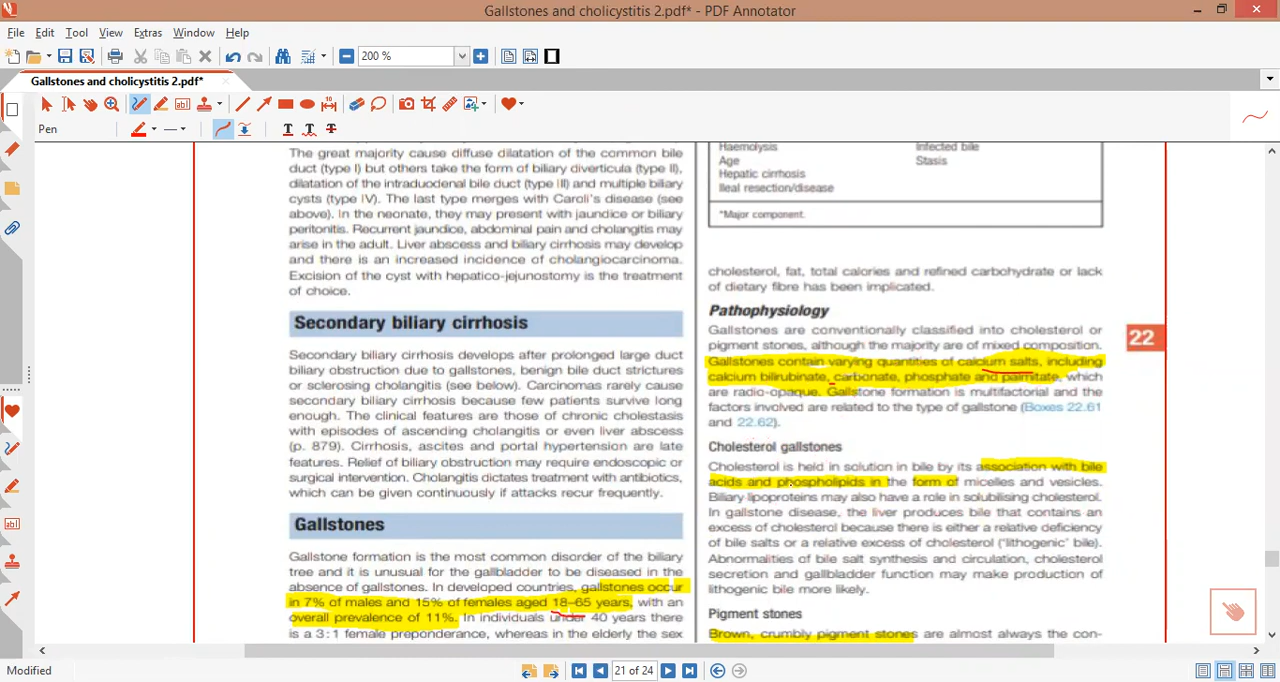 Gallstones and cholicystitis 2.pdf* - PDF Annotator
File Edit Tool View Extras Window Help
200 %
Gallstones and cholicystitis 2.pdf*
Pen
The great majority cause diffuse dilatation of the common bile
duct (type I) but others take the form of biliary diverticula (type II),
dilatation of the intraduodenal bile duct (type III) and multiple biliary
cysts (type IV). The last type merges with Caroli's disease (see
above). In the neonate, they may present with jaundice or biliary
peritonitis. Recurrent jaundice, abdominal pain and cholangitis may
arise in the adult. Liver abscess and biliary cirrhosis may develop
and there is an increased incidence of cholangiocarcinoma.
Excision of the cyst with hepatico-jejunostomy is the treatment
of choice.
Secondary biliary cirrhosis
Secondary biliary cirrhosis develops after prolonged large duct
biliary obstruction due to gallstones, benign bile duct strictures
or sclerosing cholangitis (see below). Carcinomas rarely cause
secondary biliary cirrhosis because few patients survive long
enough. The clinical features are those of chronic cholestasis
with episodes of ascending cholangitis or even liver abscess
(p. 879). Cirrhosis, ascites and portal hypertension are late
features. Relief of biliary obstruction may require endoscopic or
surgical intervention. Cholangitis dictates treatment with antibiotics,
which can be given continuously if attacks recur frequently.
Gallstones
Gallstone formation is the most common disorder of the biliary
tree and it is unusual for the gallbladder to be diseased in the
absence of gallstones. In developed countries, gallstones occur
in 7% of males and 15% of females aged 18–65 years, with an
overall prevalence of 11%. In individuals under 40 years there
is a 3:1 female preponderance, whereas in the elderly the sex
Haemolysis
Age
Hepatic cirrhosis
Ileal resection/disease
Infected bile
Stasis
*Major component.
cholesterol, fat, total calories and refined carbohydrate or lack
of dietary fibre has been implicated.
Pathophysiology
Gallstones are conventionally classified into cholesterol or
pigment stones, although the majority are of mixed composition.
Gallstones contain varying quantities of calcium salts, including
calcium bilirubinate, carbonate, phosphate and palmitate, which
are radio-opaque. Gallstone formation is multifactorial and the
factors involved are related to the type of gallstone (Boxes 22.61
and 22.62).
Cholesterol gallstones
Cholesterol is held in solution in bile by its association with bile
acids and phospholipids in the form of micelles and vesicles.
Biliary lipoproteins may also have a role in solubilising cholesterol.
In gallstone disease, the liver produces bile that contains an
excess of cholesterol because there is either a relative deficiency
of bile salts or a relative excess of cholesterol ('lithogenic' bile).
Abnormalities of bile salt synthesis and circulation, cholesterol
secretion and gallbladder function may make production of
lithogenic bile more likely.
Pigment stones
Brown, crumbly pigment stones are almost always the con-
22
Modified
21 of 24